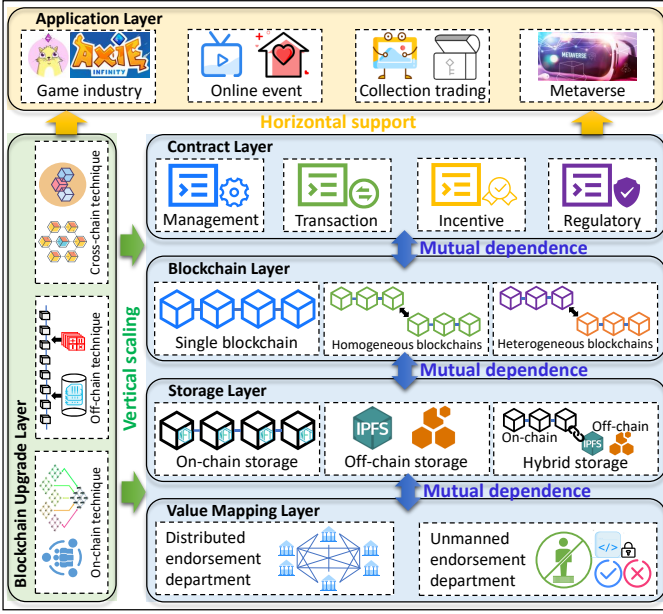 Application Layer
AXIE
INFINITY
METAVERSE
Game industry
Online event
Collection trading
Metaverse
Horizontal support
Blockchain Upgrade Layer
Cross-chain technique
Off-chain technique
On-chain technique
Vertical scaling
Contract Layer
Management
Transaction
Incentive
Regulatory
Mutual dependence
Blockchain Layer
Single blockchain
Homogeneous blockchains
Heterogeneous blockchains
Mutual dependence
Storage Layer
IPFS
On-chain
Off-chain
IPFS
On-chain storage
Off-chain storage
Hybrid storage
Mutual dependence
Value Mapping Layer
Distributed
endorsement
department
Unmanned
endorsement
department
</>